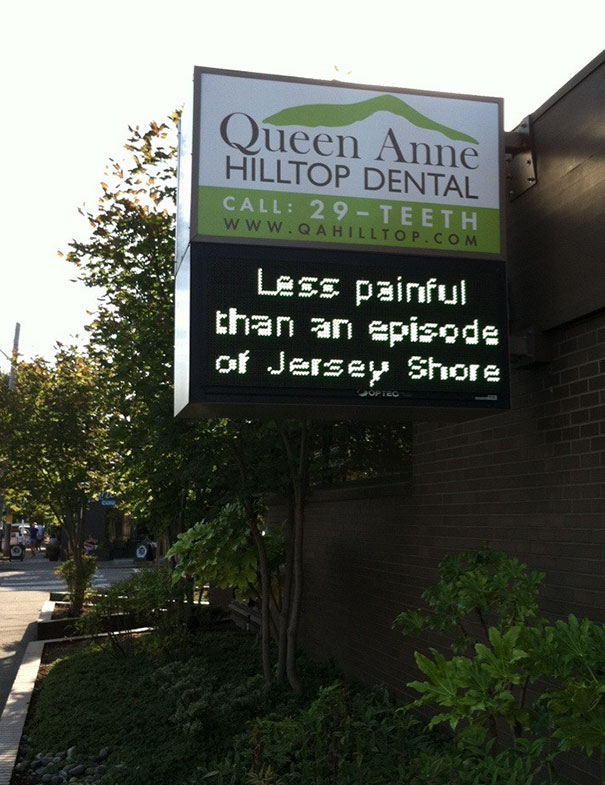 Queen Anne
HILLTOP DENTAL
CALL: 29-TEETH
WWW.QAHILLTOP.COM
Less painful
than an episode
of Jersey Shore
OPTEC